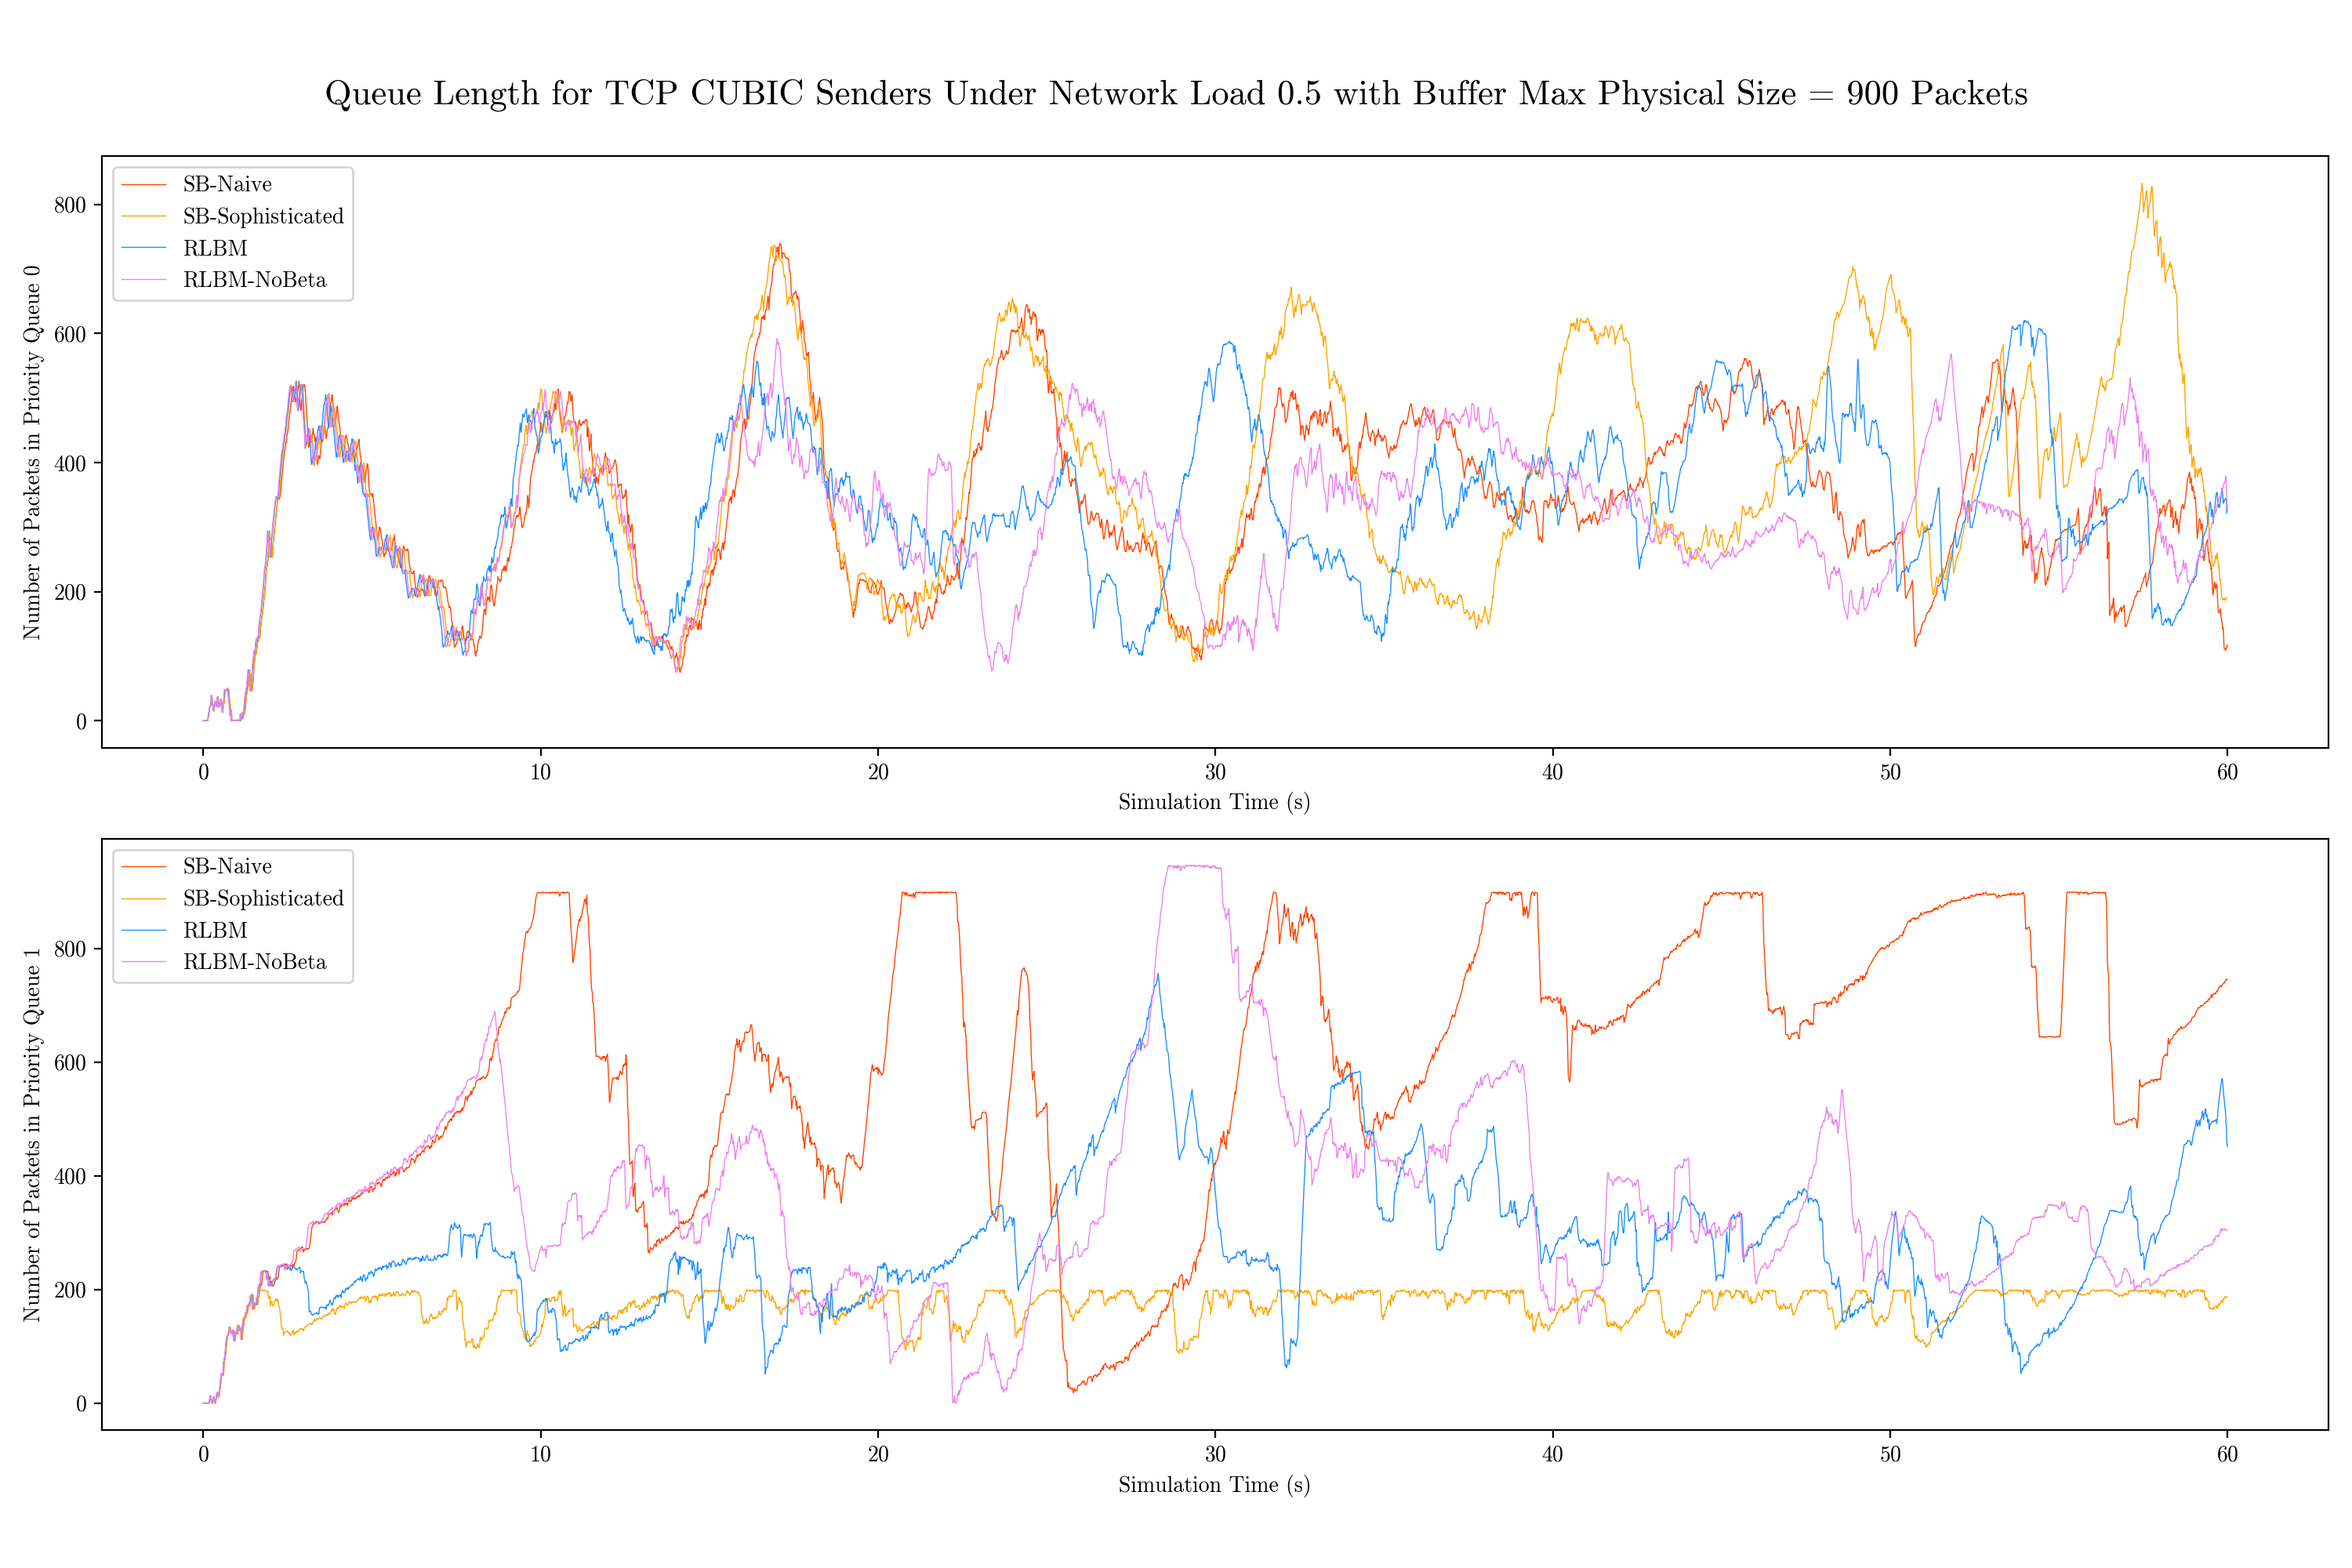 Queue Length for TCP CUBIC Senders Under Network Load 0.5 with Buffer Max Physical Size = 900 Packets
SB-Naive
SB-Sophisticated
RLBM
RLBM-NoBeta
Number of Packets in Priority Queue 0
800
600
400
200
0
0 10 20 30 40 50 60
Simulation Time (s)
SB-Naive
SB-Sophisticated
RLBM
RLBM-NoBeta
Number of Packets in Priority Queue 1
800
600
400
200
0
0 10 20 30 40 50 60
Simulation Time (s)